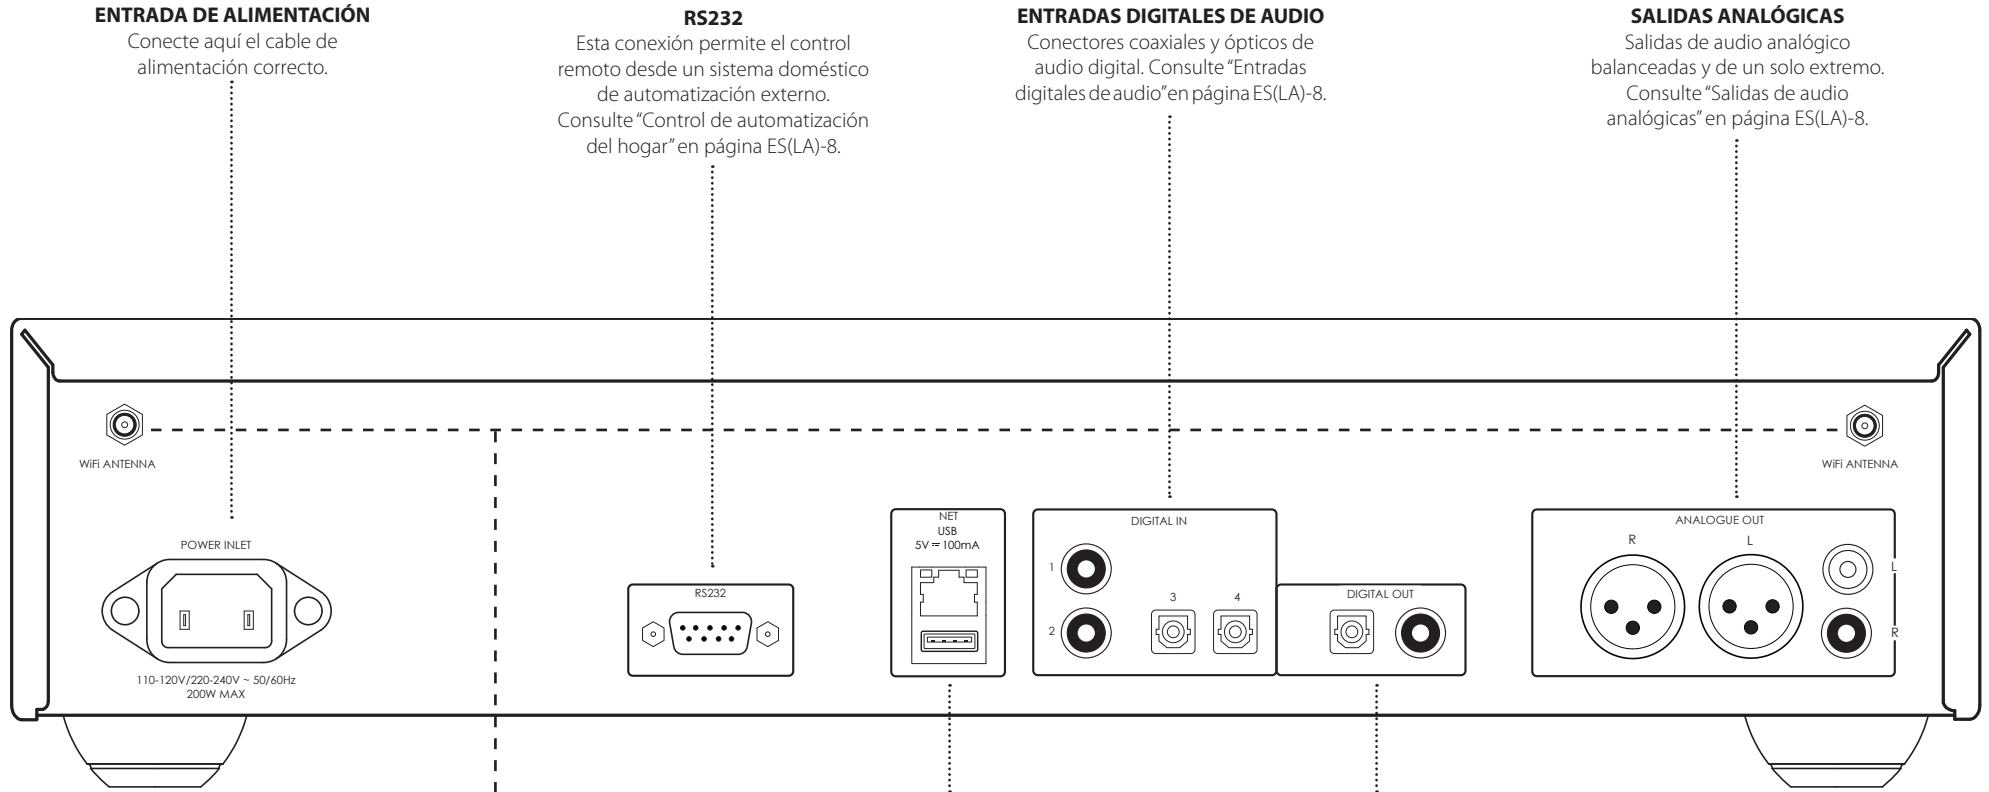 ENTRADA DE ALIMENTACIÓN
Conecte aquí el cable de
alimentación correcto.
RS232
Esta conexión permite el control
remoto desde un sistema doméstico
de automatización externo.
Consulte “Control de automatización
del hogar” en página ES(LA)-8.
ENTRADAS DIGITALES DE AUDIO
Conectores coaxiales y ópticos de
audio digital. Consulte “Entradas
digitales de audio” en página ES(LA)-8.
SALIDAS ANALÓGICAS
Salidas de audio analógico
balanceadas y de un solo extremo.
Consulte “Salidas de audio
analógicas” en página ES(LA)-8.
WiFi ANTENNA
WiFi ANTENNA
POWER INLET
110-120V/220-240V ~ 50/60Hz
200W MAX
RS232
NET
USB
5V ⎓ 100mA
DIGITAL IN
1
2
3
4
DIGITAL OUT
ANALOGUE OUT
R
L
L
R